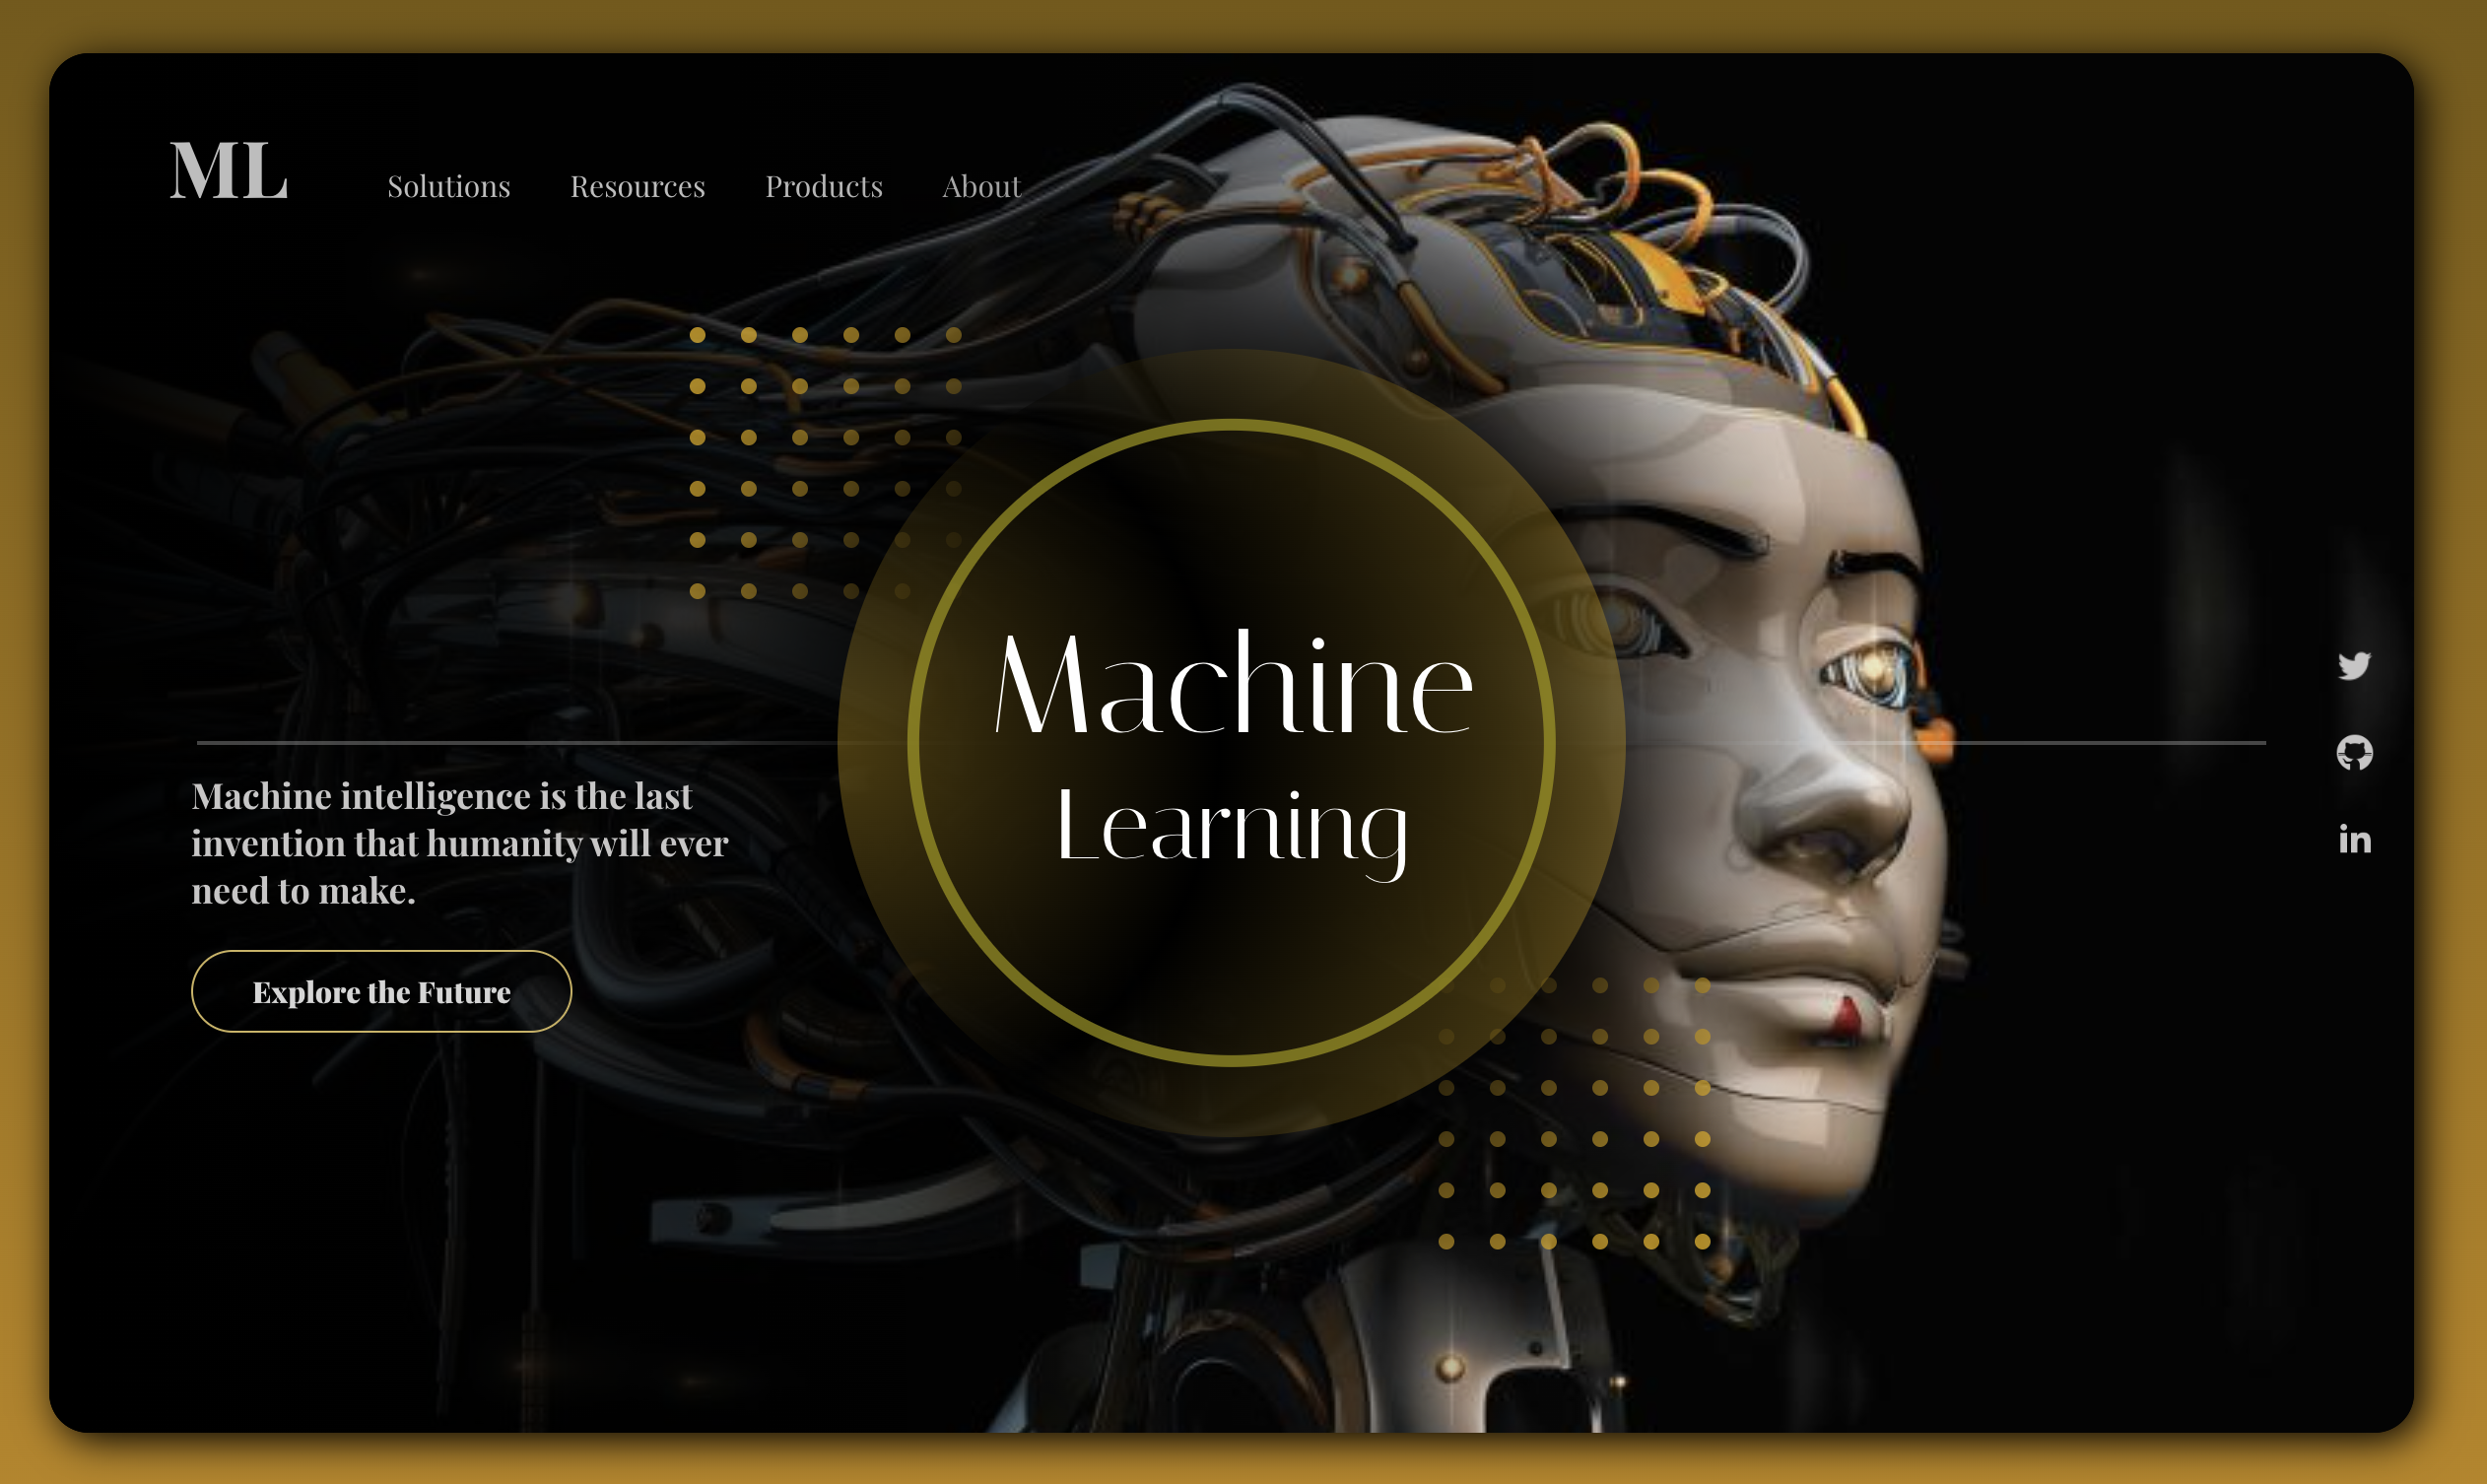 ML
Solutions Resources Products About
Machine
Learning
Machine intelligence is the last
invention that humanity will ever
need to make.
Explore the Future
in